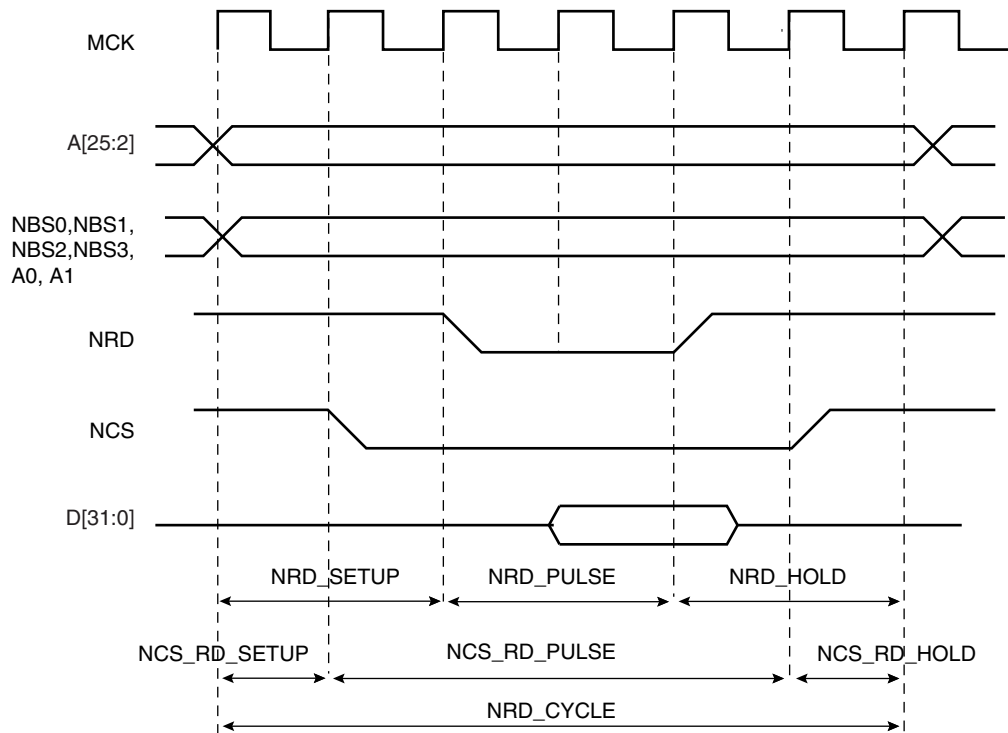 MCK
A[25:2]
NBS0,NBS1,
NBS2,NBS3,
A0, A1
NRD
NCS
D[31:0]
NRD_SETUP NRD_PULSE NRD_HOLD
NCS_RD_SETUP NCS_RD_PULSE NCS_RD_HOLD
NRD_CYCLE